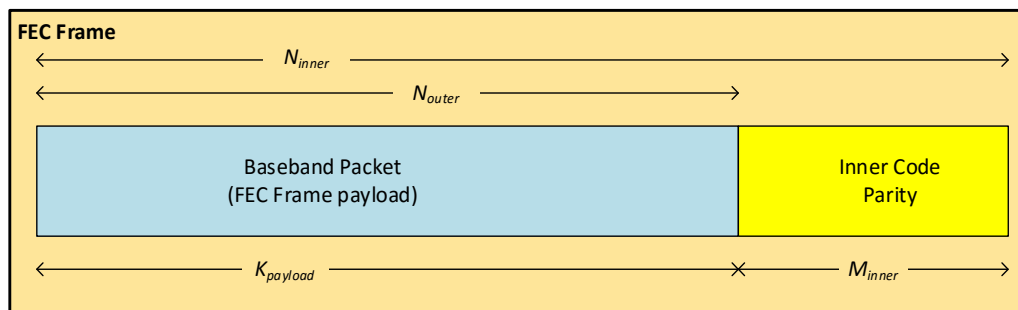 FEC Frame
N_inner
N_outer
Baseband Packet
(FEC Frame payload)
Inner Code
Parity
K_payload
M_inner